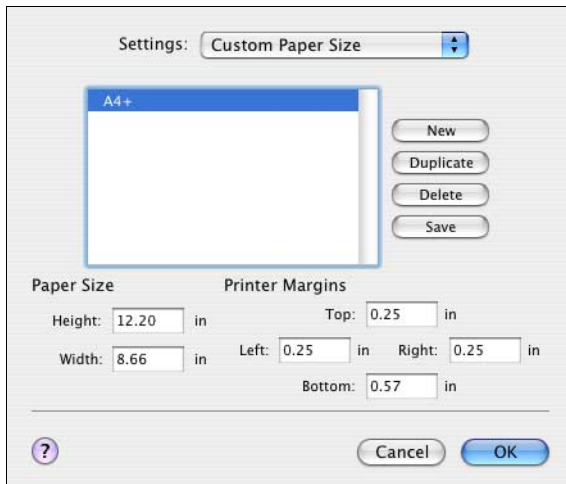 Settings: Custom Paper Size
A4+
New
Duplicate
Delete
Save
Paper Size
Printer Margins
Height: 12.20 in
Top: 0.25 in
Width: 8.66 in
Left: 0.25 in Right: 0.25 in
Bottom: 0.57 in
?
Cancel
OK